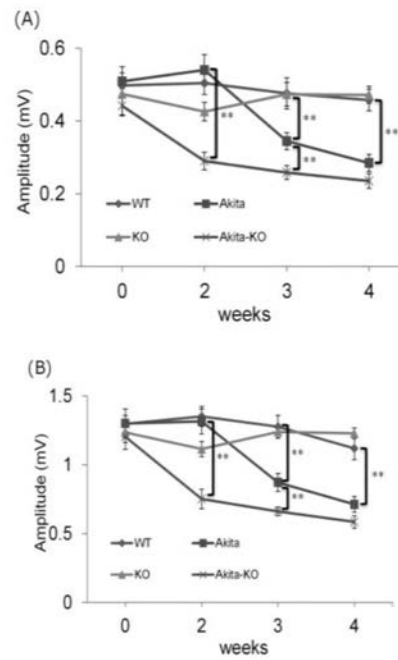 (A)
0.6
0.4
0.2
0
Amplitude (mV)
**
**
**
**
WT Akita
KO Akita-KO
0 2 3 4
weeks
(B)
1.5
1
0.5
0
Amplitude (mV)
**
**
**
**
WT Akita
KO Akita-KO
0 2 3 4
weeks